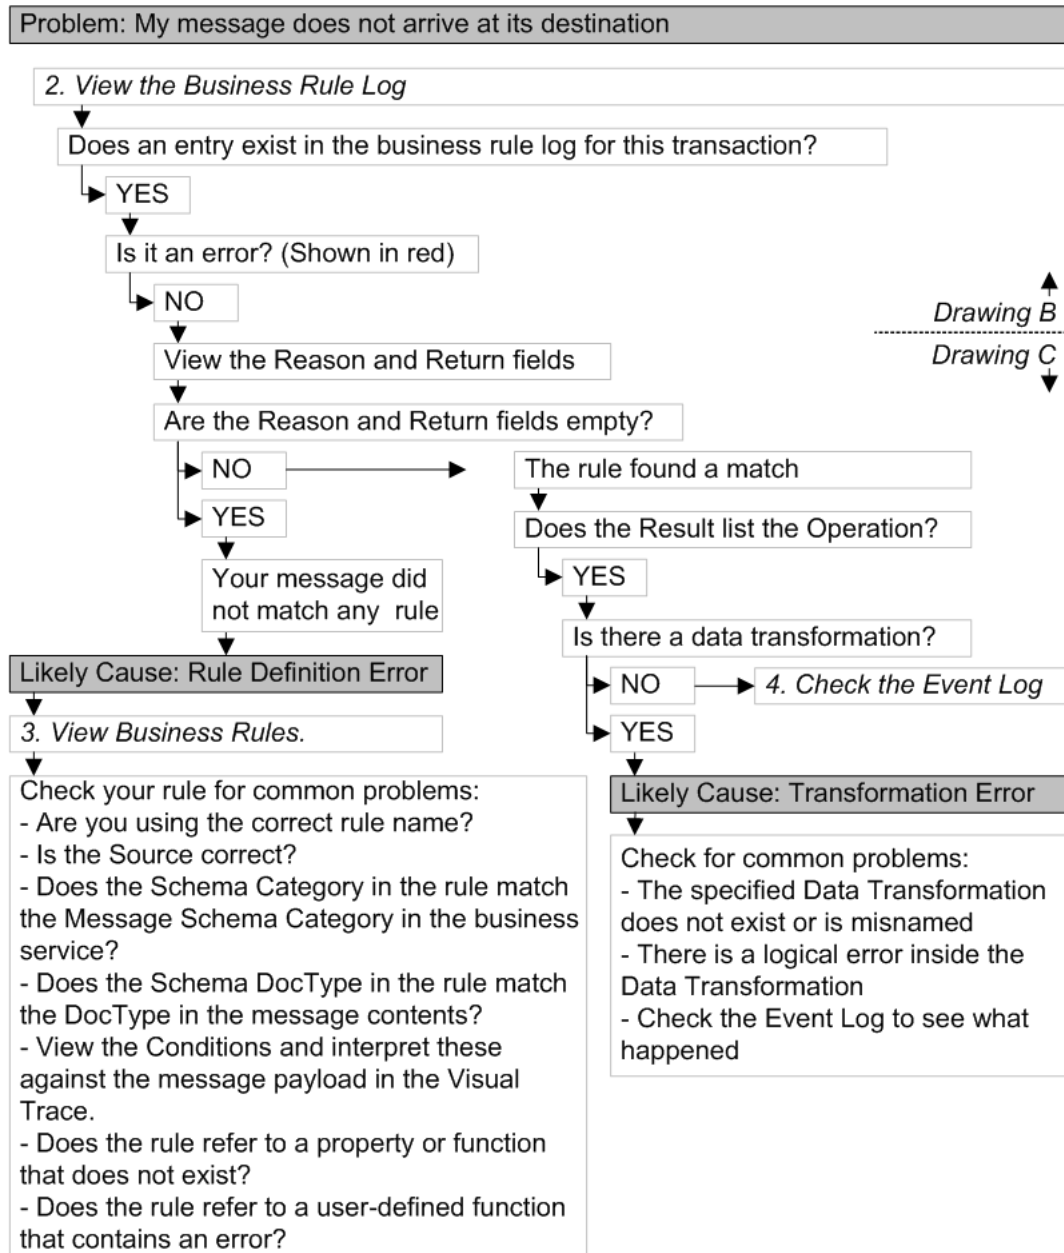 Problem: My message does not arrive at its destination
2. View the Business Rule Log
Does an entry exist in the business rule log for this transaction?
YES
Is it an error? (Shown in red)
NO
Drawing B
Drawing C
View the Reason and Return fields
Are the Reason and Return fields empty?
NO
YES
Your message did
not match any rule
Likely Cause: Rule Definition Error
3. View Business Rules.
Check your rule for common problems:
- Are you using the correct rule name?
- Is the Source correct?
- Does the Schema Category in the rule match
the Message Schema Category in the business
service?
- Does the Schema DocType in the rule match
the DocType in the message contents?
- View the Conditions and interpret these
against the message payload in the Visual
Trace.
- Does the rule refer to a property or function
that does not exist?
- Does the rule refer to a user-defined function
that contains an error?
The rule found a match
Does the Result list the Operation?
YES
Is there a data transformation?
NO
4. Check the Event Log
YES
Likely Cause: Transformation Error
Check for common problems:
- The specified Data Transformation
does not exist or is misnamed
- There is a logical error inside the
Data Transformation
- Check the Event Log to see what
happened